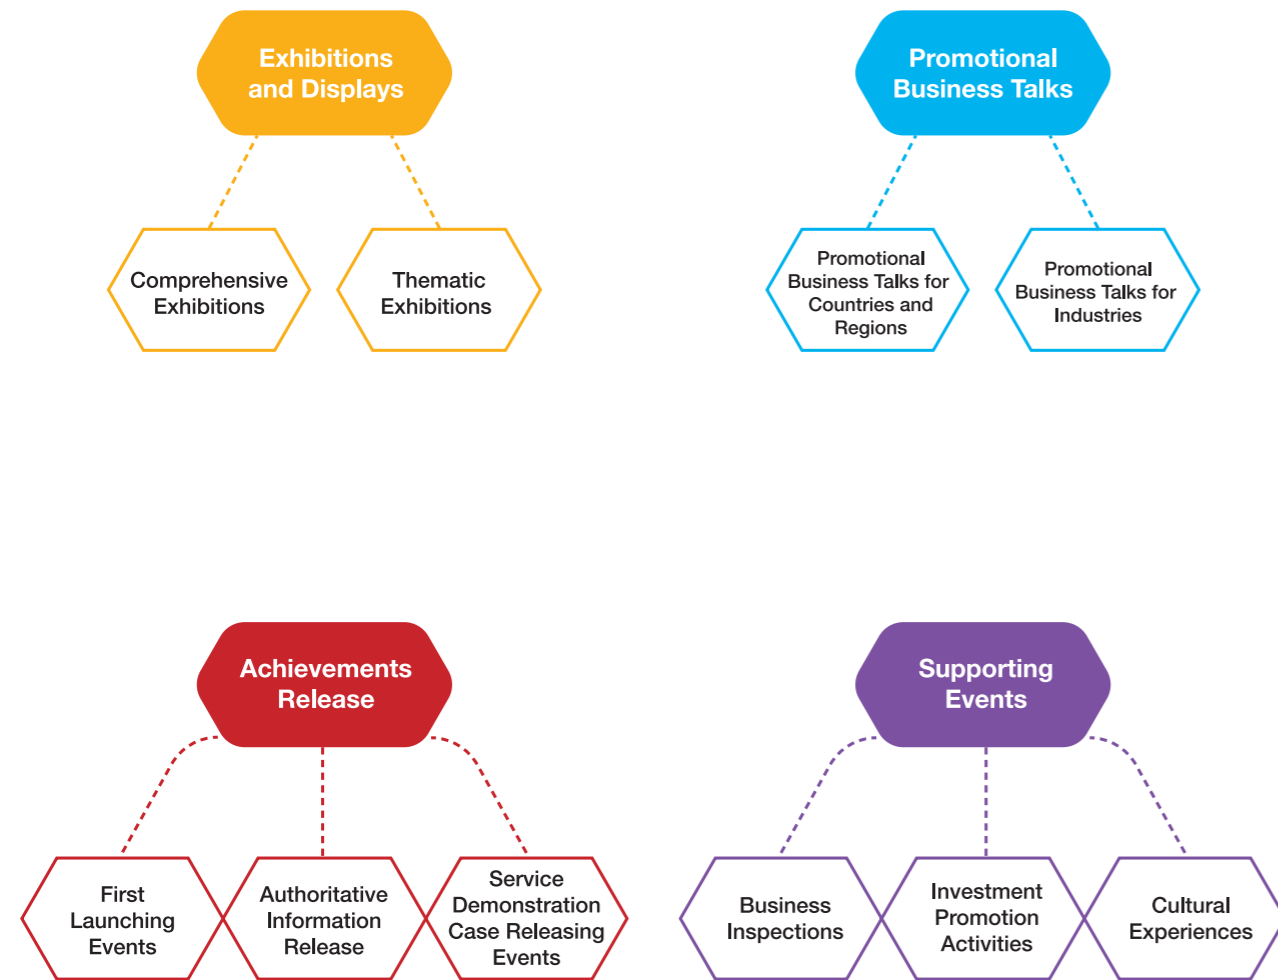 Exhibitions
and Displays
Comprehensive
Exhibitions
Thematic
Exhibitions
Promotional
Business Talks
Promotional
Business Talks for
Countries and
Regions
Promotional
Business Talks for
Industries
Achievements
Release
First
Launching
Events
Authoritative
Information
Release
Service
Demonstration
Case Releasing
Events
Supporting
Events
Business
Inspections
Investment
Promotion
Activities
Cultural
Experiences